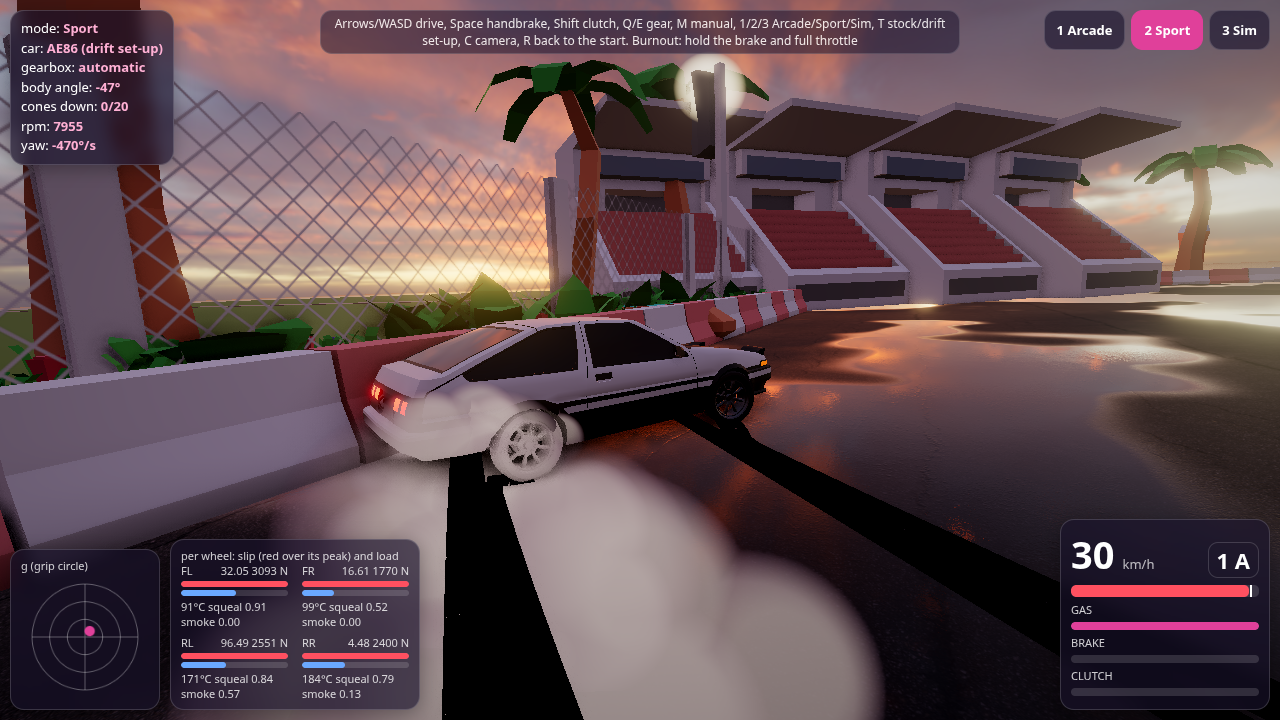 mode: Sport
car: AE86 (drift set-up)
gearbox: automatic
body angle: -47°
cones down: 0/20
rpm: 7955
yaw: -470°/s
Arrows/WASD drive, Space handbrake, Shift clutch, Q/E gear, M manual, 1/2/3 Arcade/Sport/Sim, T stock/drift
set-up, C camera, R back to the start. Burnout: hold the brake and full throttle
1 Arcade
2 Sport
3 Sim
g (grip circle)
per wheel: slip (red over its peak) and load
FL 32.05 3093 N
FR 16.61 1770 N
91°C squeal 0.91
smoke 0.00
99°C squeal 0.52
smoke 0.00
RL 96.49 2551 N
RR 4.48 2400 N
171°C squeal 0.84
smoke 0.57
184°C squeal 0.79
smoke 0.13
30 km/h
1 A
GAS
BRAKE
CLUTCH